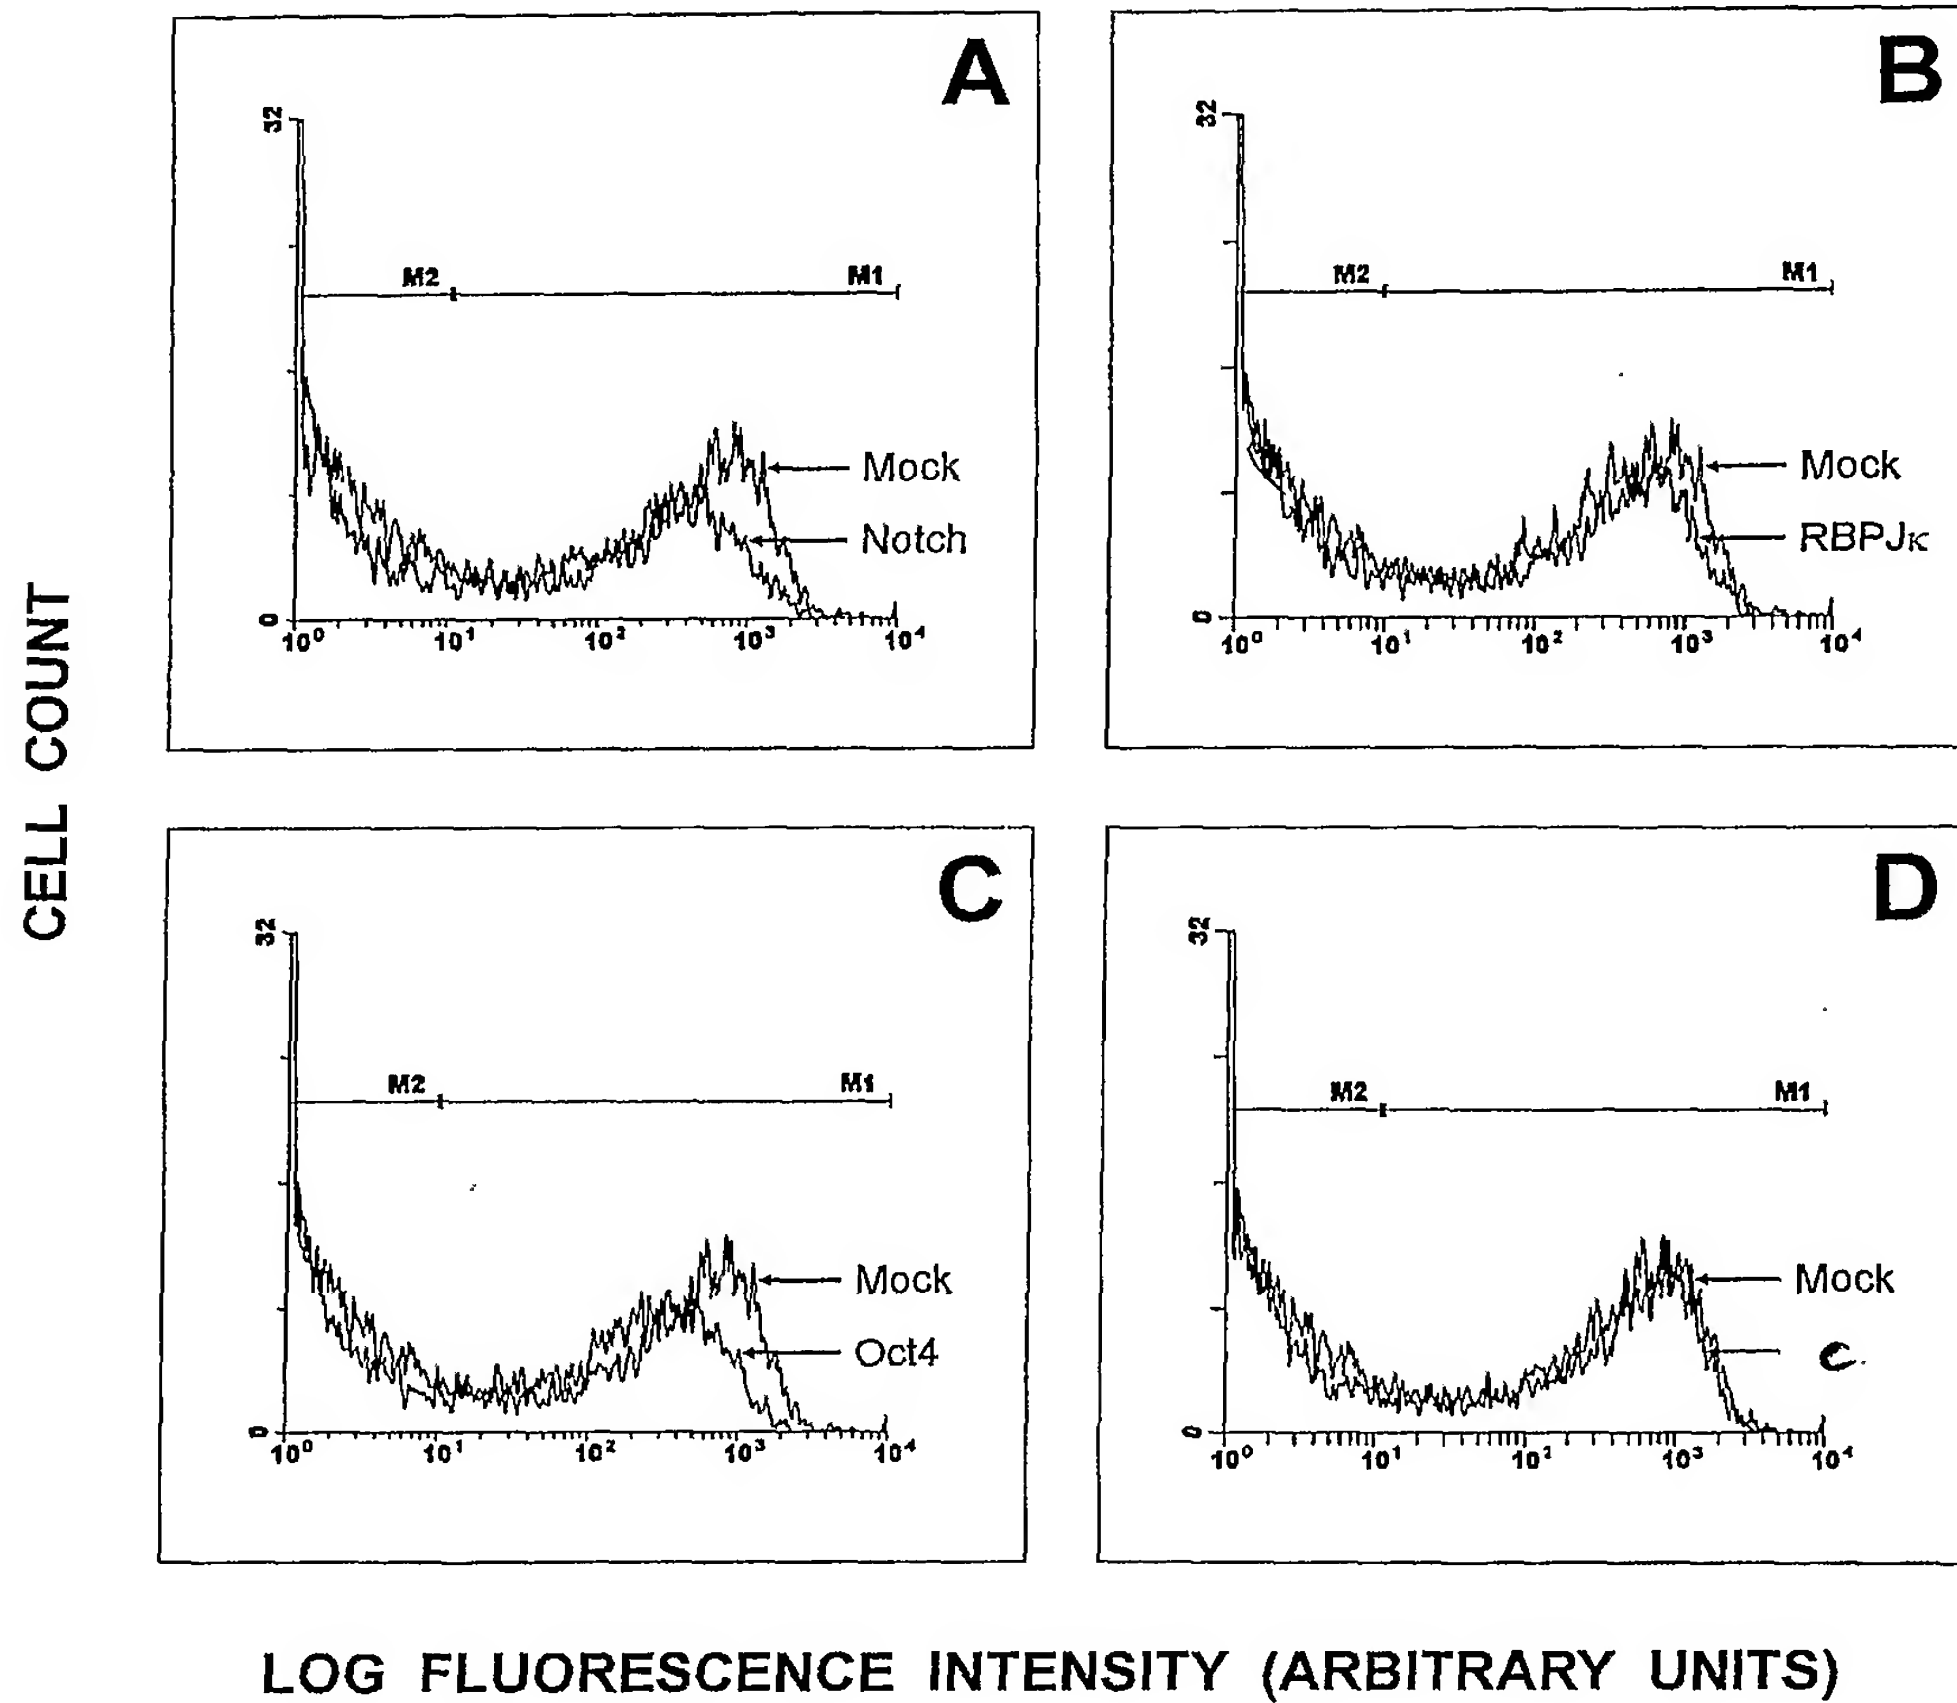 CELL COUNT
A
32
M2 M1
Mock
Notch
0
10⁰ 10¹ 10² 10³ 10⁴
B
32
M2 M1
Mock
RBPJκ
0
10⁰ 10¹ 10² 10³ 10⁴
C
32
M2 M1
Mock
Oct4
0
10⁰ 10¹ 10² 10³ 10⁴
D
32
M2 M1
Mock
0
10⁰ 10¹ 10² 10³ 10⁴
LOG FLUORESCENCE INTENSITY (ARBITRARY UNITS)